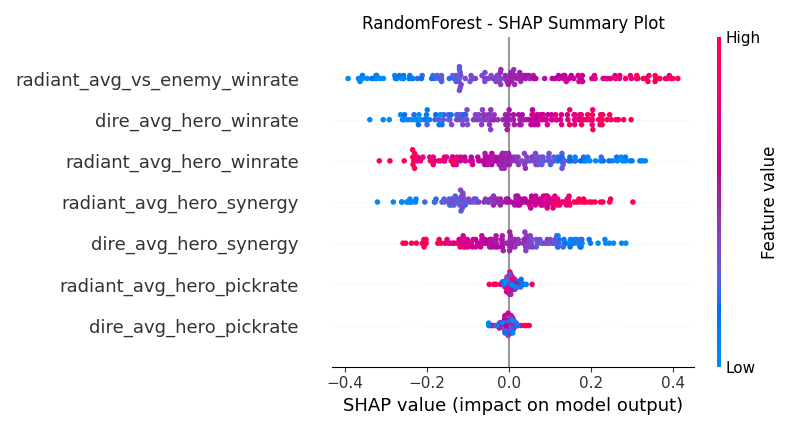 RandomForest - SHAP Summary Plot
High
radiant_avg_vs_enemy_winrate
dire_avg_hero_winrate
radiant_avg_hero_winrate
radiant_avg_hero_synergy
dire_avg_hero_synergy
radiant_avg_hero_pickrate
dire_avg_hero_pickrate
Feature value
Low
−0.4 −0.2 0.0 0.2 0.4
SHAP value (impact on model output)